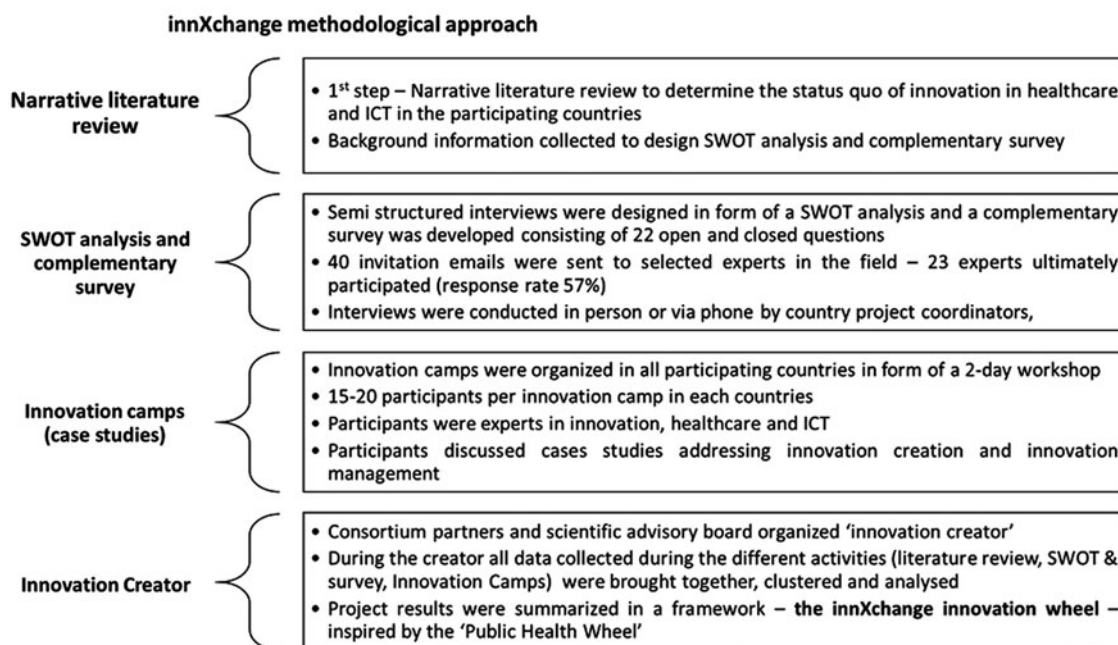 innXchange methodological approach
Narrative literature
review
• 1st step – Narrative literature review to determine the status quo of innovation in healthcare
and ICT in the participating countries
• Background information collected to design SWOT analysis and complementary survey
SWOT analysis and
complementary
survey
• Semi structured interviews were designed in form of a SWOT analysis and a complementary
survey was developed consisting of 22 open and closed questions
• 40 invitation emails were sent to selected experts in the field – 23 experts ultimately
participated (response rate 57%)
• Interviews were conducted in person or via phone by country project coordinators,
Innovation camps
(case studies)
• Innovation camps were organized in all participating countries in form of a 2-day workshop
• 15-20 participants per innovation camp in each countries
• Participants were experts in innovation, healthcare and ICT
• Participants discussed cases studies addressing innovation creation and innovation
management
Innovation Creator
• Consortium partners and scientific advisory board organized ‘innovation creator’
• During the creator all data collected during the different activities (literature review, SWOT &
survey, Innovation Camps) were brought together, clustered and analysed
• Project results were summarized in a framework – the innXchange innovation wheel –
inspired by the ‘Public Health Wheel’